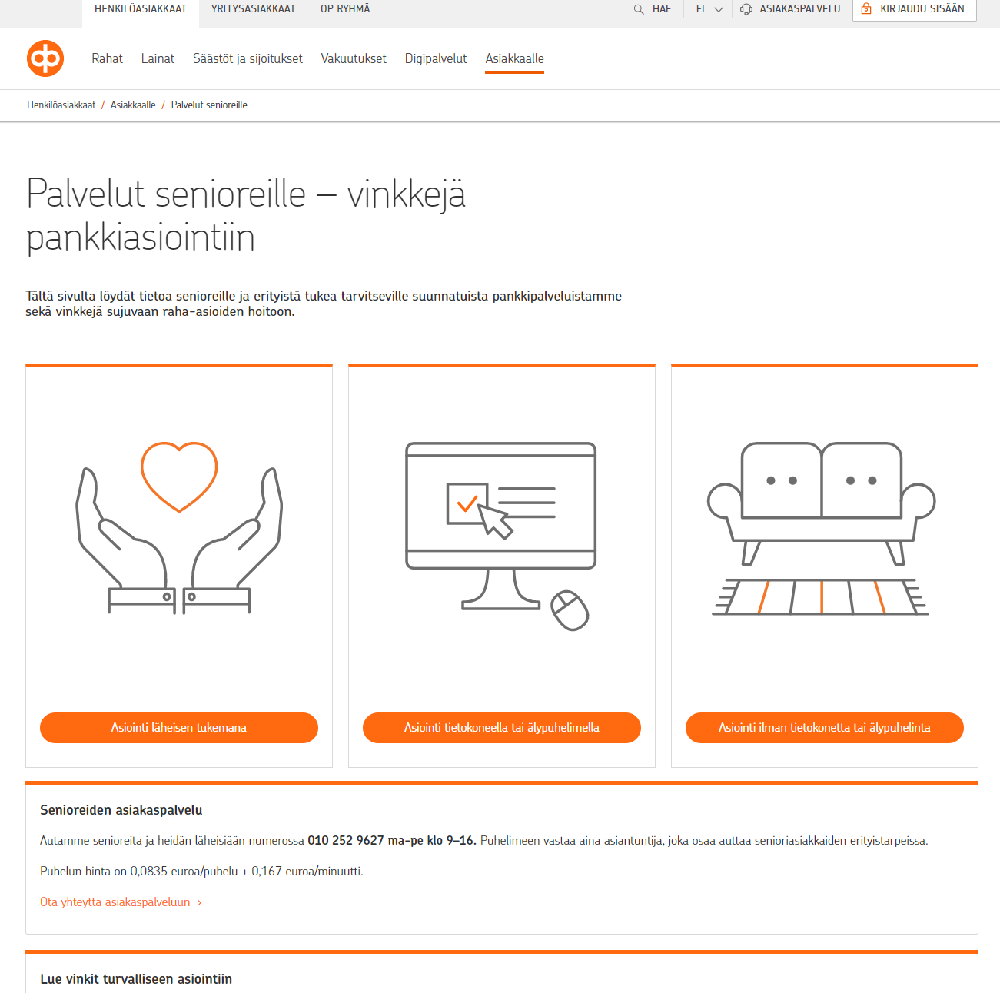 HENKILÖASIAKKAAT YRITYSASIAKKAAT OP RYHMÄ HAE FI ASIAKASPALVELU KIRJAUDU SISÄÄN
Rahat Lainat Säästöt ja sijoitukset Vakuutukset Digipalvelut Asiakkaalle
Henkilöasiakkaat / Asiakkaalle / Palvelut senioreille
Palvelut senioreille – vinkkejä
pankkiasiointiin
Tältä sivulta löydät tietoa senioreille ja erityistä tukea tarvitseville suunnatuista pankkipalveluistamme
sekä vinkkejä sujuvaan raha-asioiden hoitoon.
Asiointi läheisen tukemana
Asiointi tietokoneella tai älypuhelimella
Asiointi ilman tietokonetta tai älypuhelinta
Senioreiden asiakaspalvelu
Autamme senioreita ja heidän läheisiään numerossa 010 252 9627 ma-pe klo 9–16. Puhelimeen vastaa aina asiantuntija, joka osaa auttaa senioriasiakkaiden erityistarpeissa.
Puhelun hinta on 0,0835 euroa/puhelu + 0,167 euroa/minuutti.
Ota yhteyttä asiakaspalveluun
Lue vinkit turvalliseen asiointiin